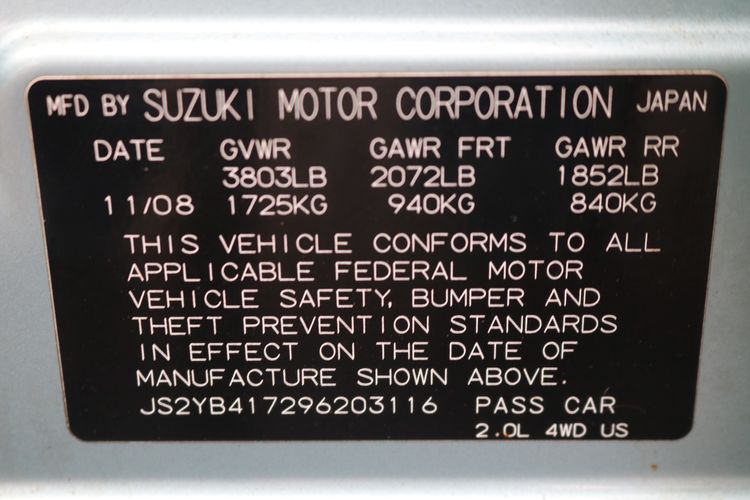 MFD BY SUZUKI MOTOR CORPORATION JAPAN
DATE GVWR GAWR FRT GAWR RR
3803LB 2072LB 1852LB
11/08 1725KG 940KG 840KG
THIS VEHICLE CONFORMS TO ALL
APPLICABLE FEDERAL MOTOR
VEHICLE SAFETY, BUMPER AND
THEFT PREVENTION STANDARDS
IN EFFECT ON THE DATE OF
MANUFACTURE SHOWN ABOVE.
JS2YB417296203116 PASS CAR
2.0L 4WD US